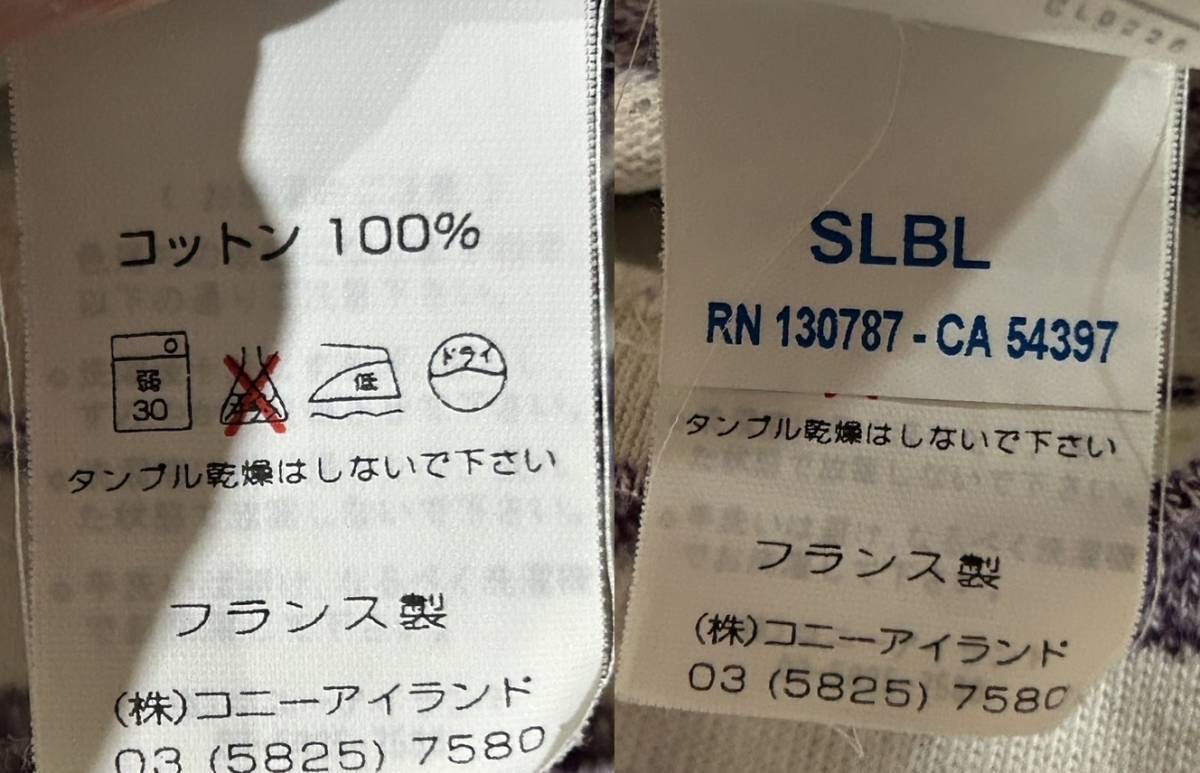 コットン 100%
弱
30
低
ドライ
タンブル乾燥はしないで下さい
フランス製
(株)コニーアイランド
03 (5825) 7580
SLBL
RN 130787 - CA 54397
タンブル乾燥はしないで下さい
フランス製
(株)コニーアイランド
03 (5825) 7580